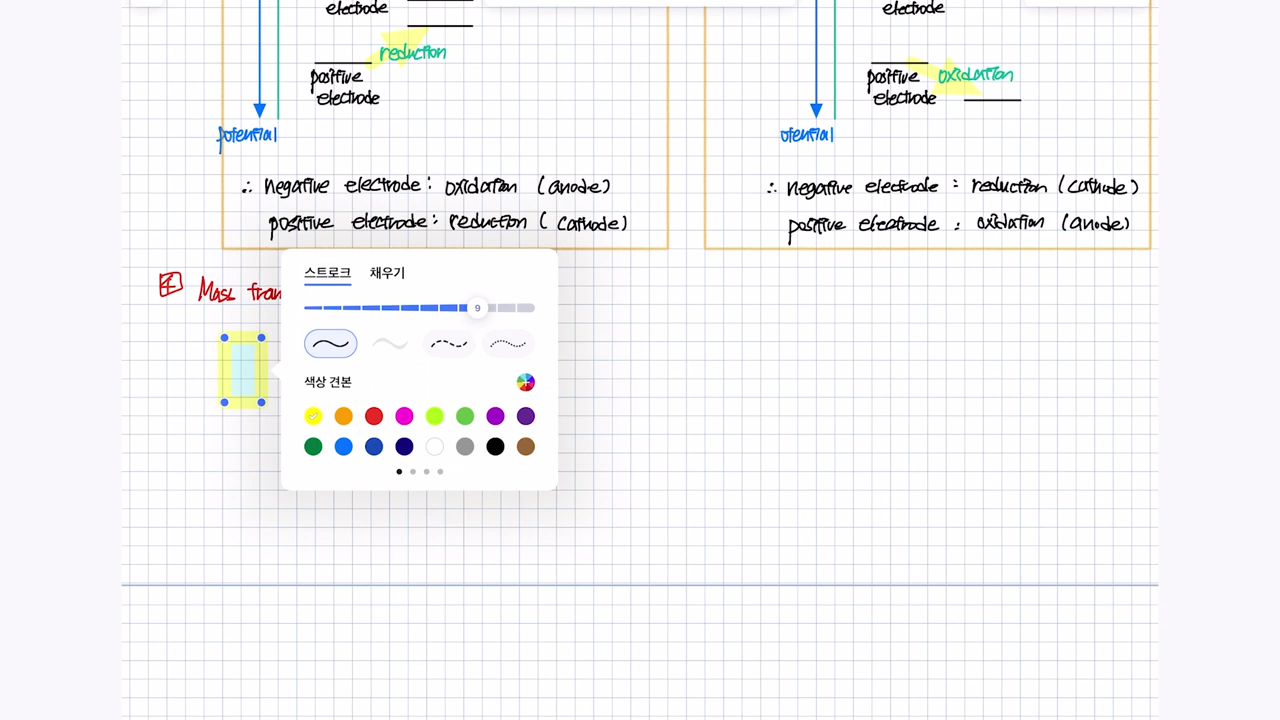 electrode
reduction
positive
electrode
potential
∴ negative electrode : oxidation (anode)
positive electrode : reduction (cathode)
electrode
positive oxidation
electrode
otential
∴ negative electrode : reduction (cathode)
positive electrode : oxidation (anode)
Mass tran
스트로크 채우기
9
색상 견본